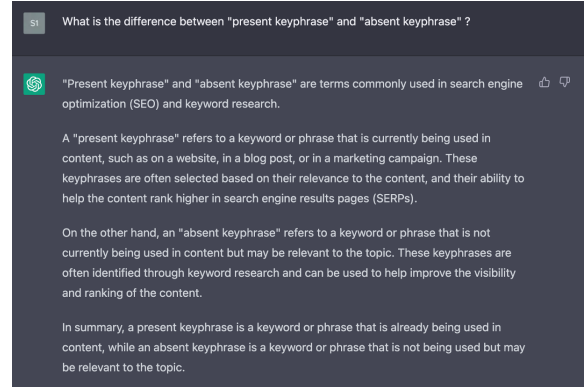 S1
What is the difference between "present keyphrase" and "absent keyphrase" ?
"Present keyphrase" and "absent keyphrase" are terms commonly used in search engine
optimization (SEO) and keyword research.
A "present keyphrase" refers to a keyword or phrase that is currently being used in
content, such as on a website, in a blog post, or in a marketing campaign. These
keyphrases are often selected based on their relevance to the content, and their ability to
help the content rank higher in search engine results pages (SERPs).
On the other hand, an "absent keyphrase" refers to a keyword or phrase that is not
currently being used in content but may be relevant to the topic. These keyphrases are
often identified through keyword research and can be used to help improve the visibility
and ranking of the content.
In summary, a present keyphrase is a keyword or phrase that is already being used in
content, while an absent keyphrase is a keyword or phrase that is not being used but may
be relevant to the topic.